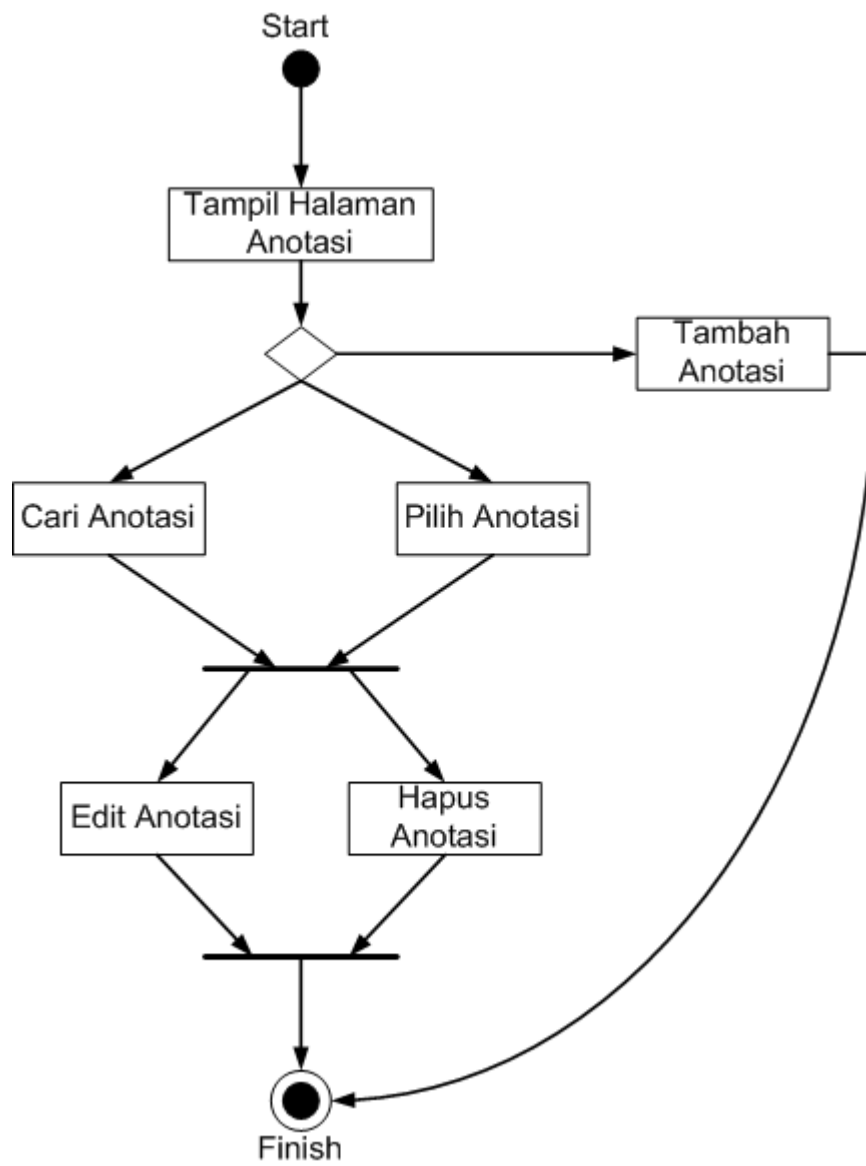 Start
Tampil Halaman
Anotasi
Tambah
Anotasi
Cari Anotasi
Pilih Anotasi
Edit Anotasi
Hapus
Anotasi
Finish